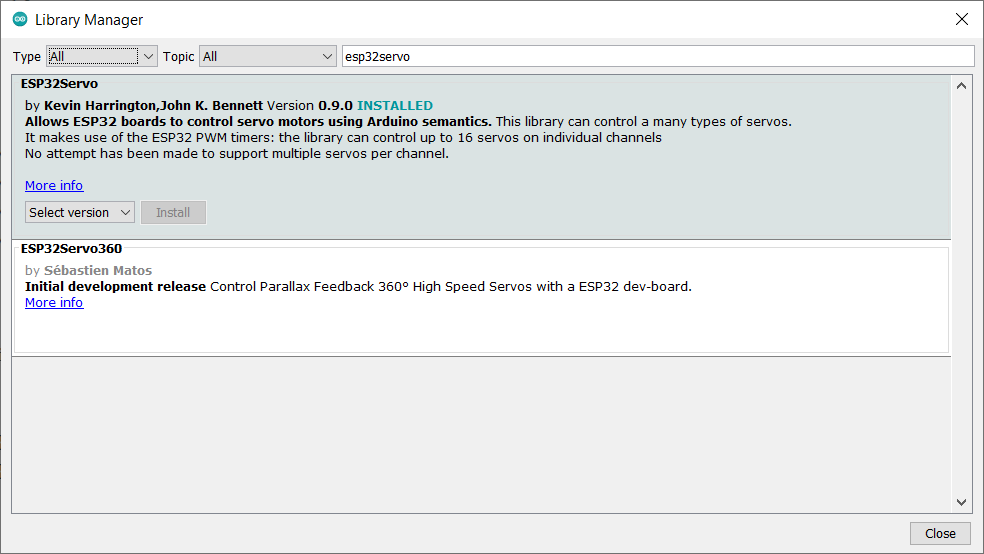 Library Manager
Type All Topic All esp32servo
ESP32Servo
by Kevin Harrington,John K. Bennett Version 0.9.0 INSTALLED
Allows ESP32 boards to control servo motors using Arduino semantics. This library can control a many types of servos.
It makes use of the ESP32 PWM timers: the library can control up to 16 servos on individual channels
No attempt has been made to support multiple servos per channel.
More info
Select version Install
ESP32Servo360
by Sébastien Matos
Initial development release Control Parallax Feedback 360º High Speed Servos with a ESP32 dev-board.
More info
Close